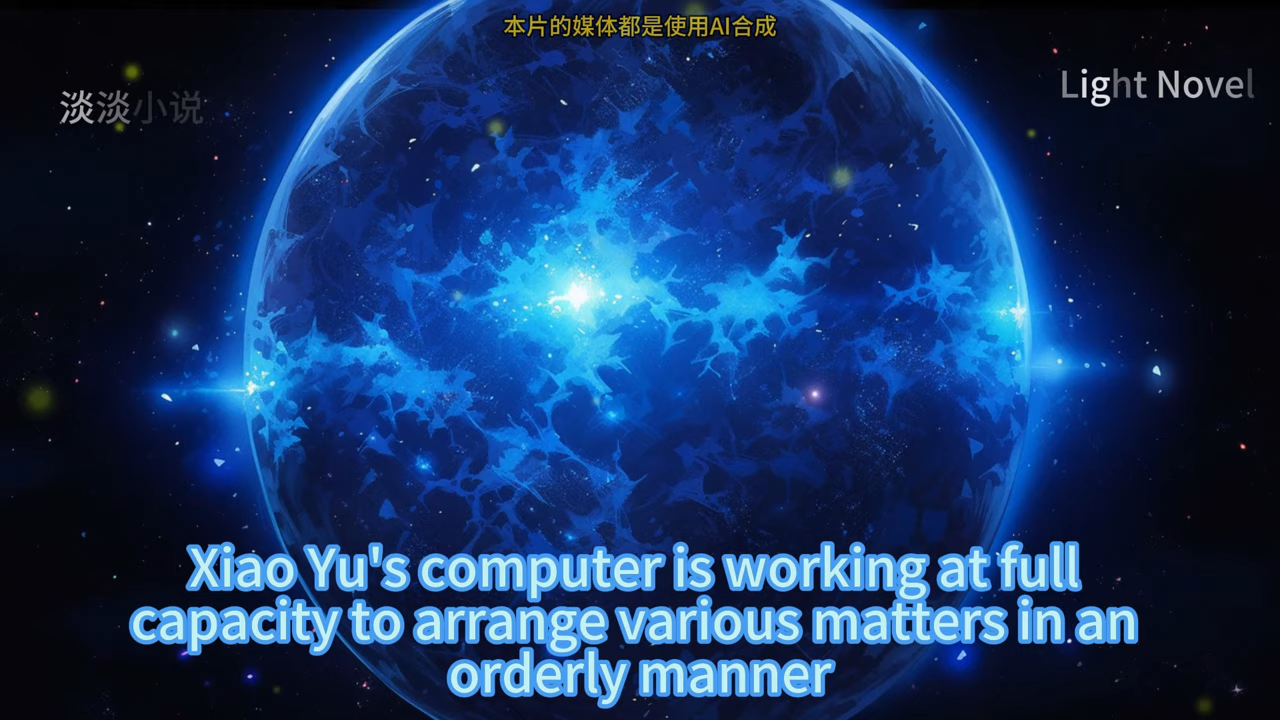 本片的媒体都是使用AI合成
淡淡小说
Light Novel
Xiao Yu's computer is working at full
capacity to arrange various matters in an
orderly manner